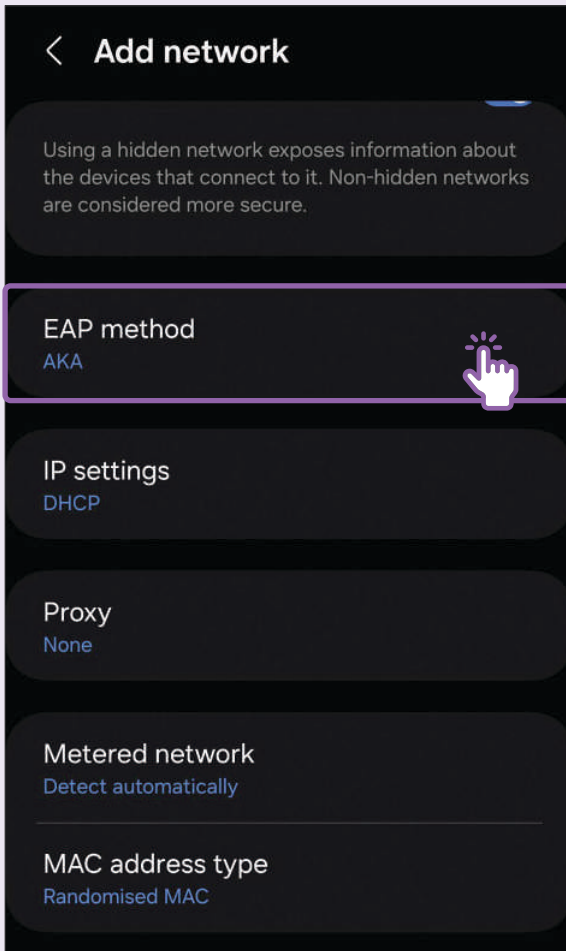 Add network
Using a hidden network exposes information about
the devices that connect to it. Non-hidden networks
are considered more secure.
EAP method
AKA
IP settings
DHCP
Proxy
None
Metered network
Detect automatically
MAC address type
Randomised MAC